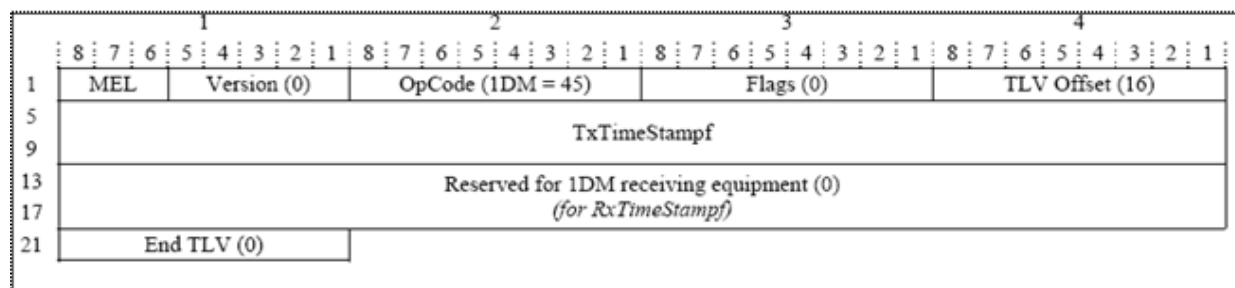 1 2 3 4
8 7 6 5 4 3 2 1 8 7 6 5 4 3 2 1 8 7 6 5 4 3 2 1 8 7 6 5 4 3 2 1
1 MEL Version (0) OpCode (1DM = 45) Flags (0) TLV Offset (16)
5
TxTimeStampf
9
13 Reserved for 1DM receiving equipment (0)
17 (for RxTimeStampf)
21 End TLV (0)